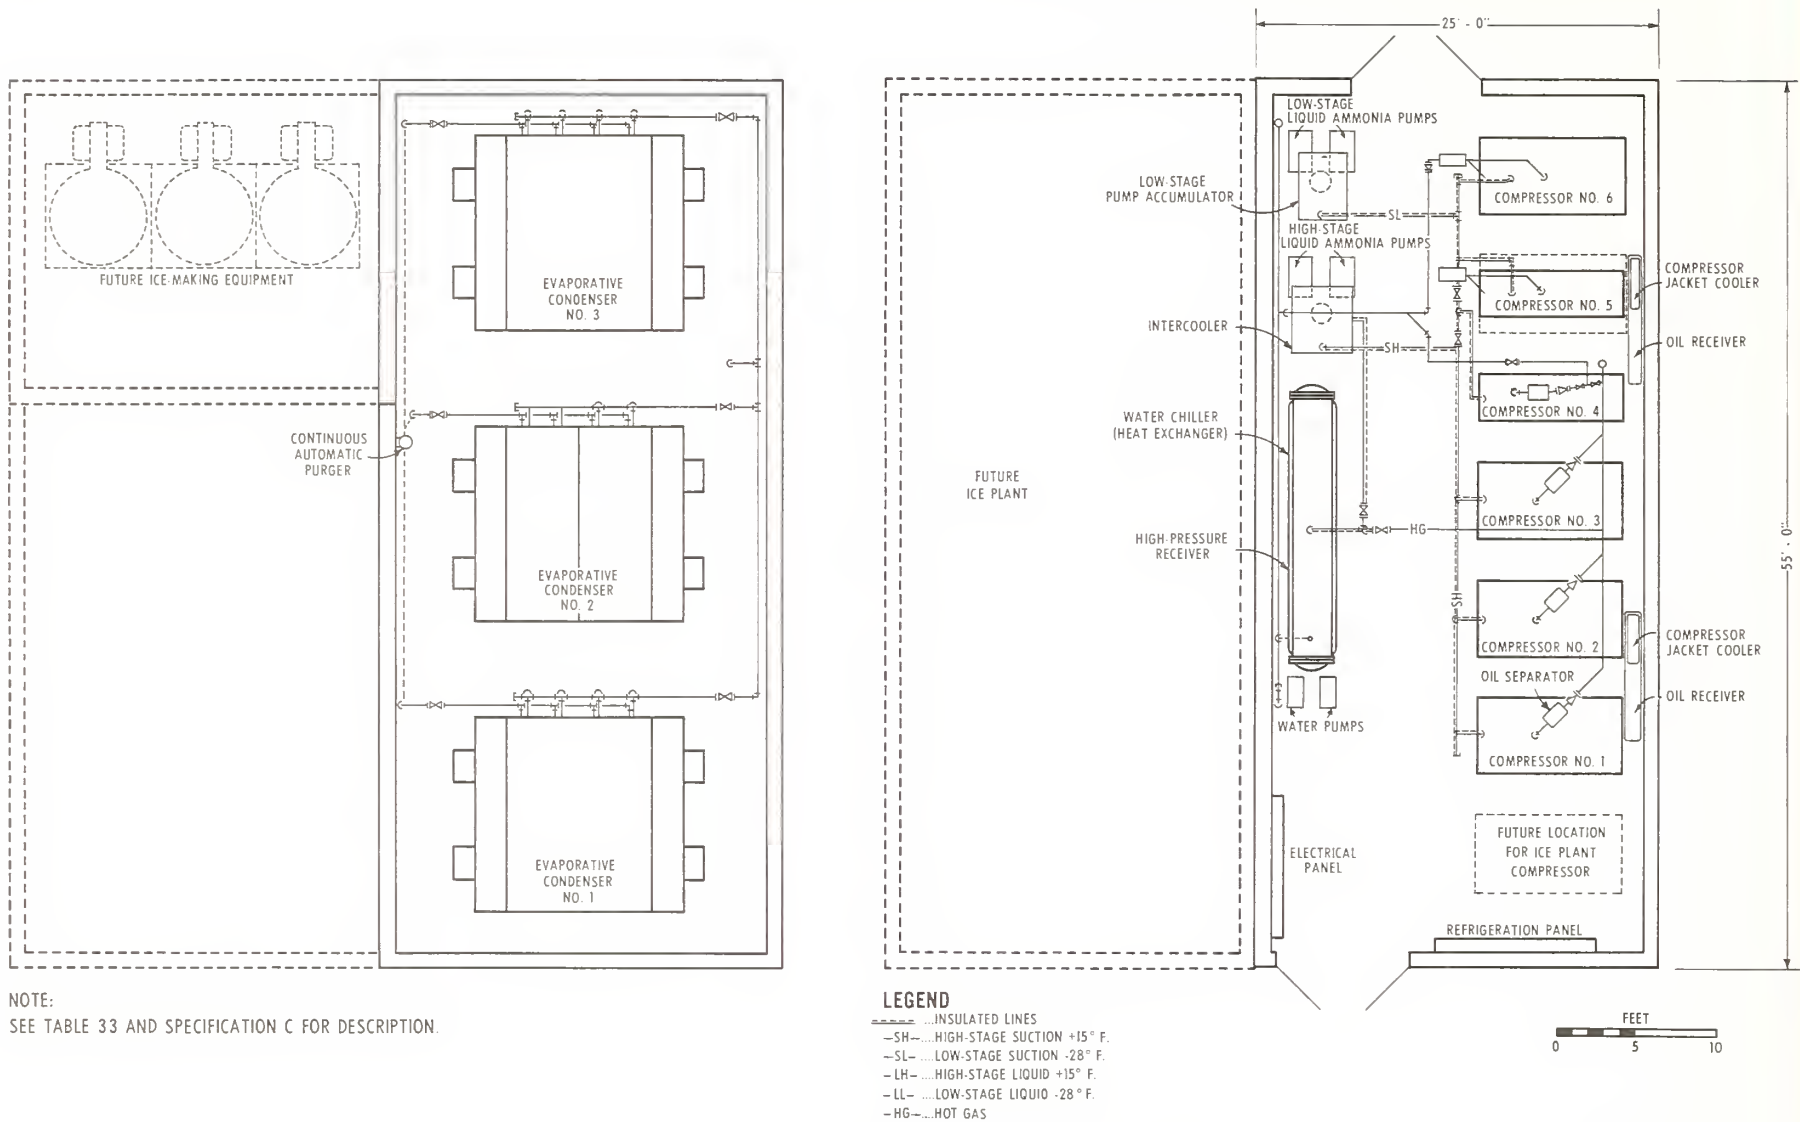 FUTURE ICE-MAKING EQUIPMENT
EVAPORATIVE
CONDENSER
NO. 3
CONTINUOUS
AUTOMATIC
PURGER
EVAPORATIVE
CONDENSER
NO. 2
EVAPORATIVE
CONDENSER
NO. 1
NOTE:
SEE TABLE 33 AND SPECIFICATION C FOR DESCRIPTION.
25' - 0"
LOW-STAGE
LIQUID AMMONIA PUMPS
LOW-STAGE
PUMP ACCUMULATOR
COMPRESSOR NO. 6
SL
HIGH-STAGE
LIQUID AMMONIA PUMPS
COMPRESSOR
JACKET COOLER
COMPRESSOR NO. 5
INTERCOOLER
SH
OIL RECEIVER
WATER CHILLER
(HEAT EXCHANGER)
COMPRESSOR NO. 4
FUTURE
ICE PLANT
HIGH-PRESSURE
RECEIVER
HG
COMPRESSOR NO. 3
55' - 0"
SH
COMPRESSOR NO. 2
COMPRESSOR
JACKET COOLER
OIL SEPARATOR
OIL RECEIVER
WATER PUMPS
COMPRESSOR NO. 1
ELECTRICAL
PANEL
FUTURE LOCATION
FOR ICE PLANT
COMPRESSOR
REFRIGERATION PANEL
LEGEND
...INSULATED LINES
-SH-....HIGH-STAGE SUCTION +15° F.
-SL- ....LOW-STAGE SUCTION -28° F.
-LH- ....HIGH-STAGE LIQUID +15° F.
-LL- ....LOW-STAGE LIQUID -28° F.
-HG-....HOT GAS
FEET
0 5 10